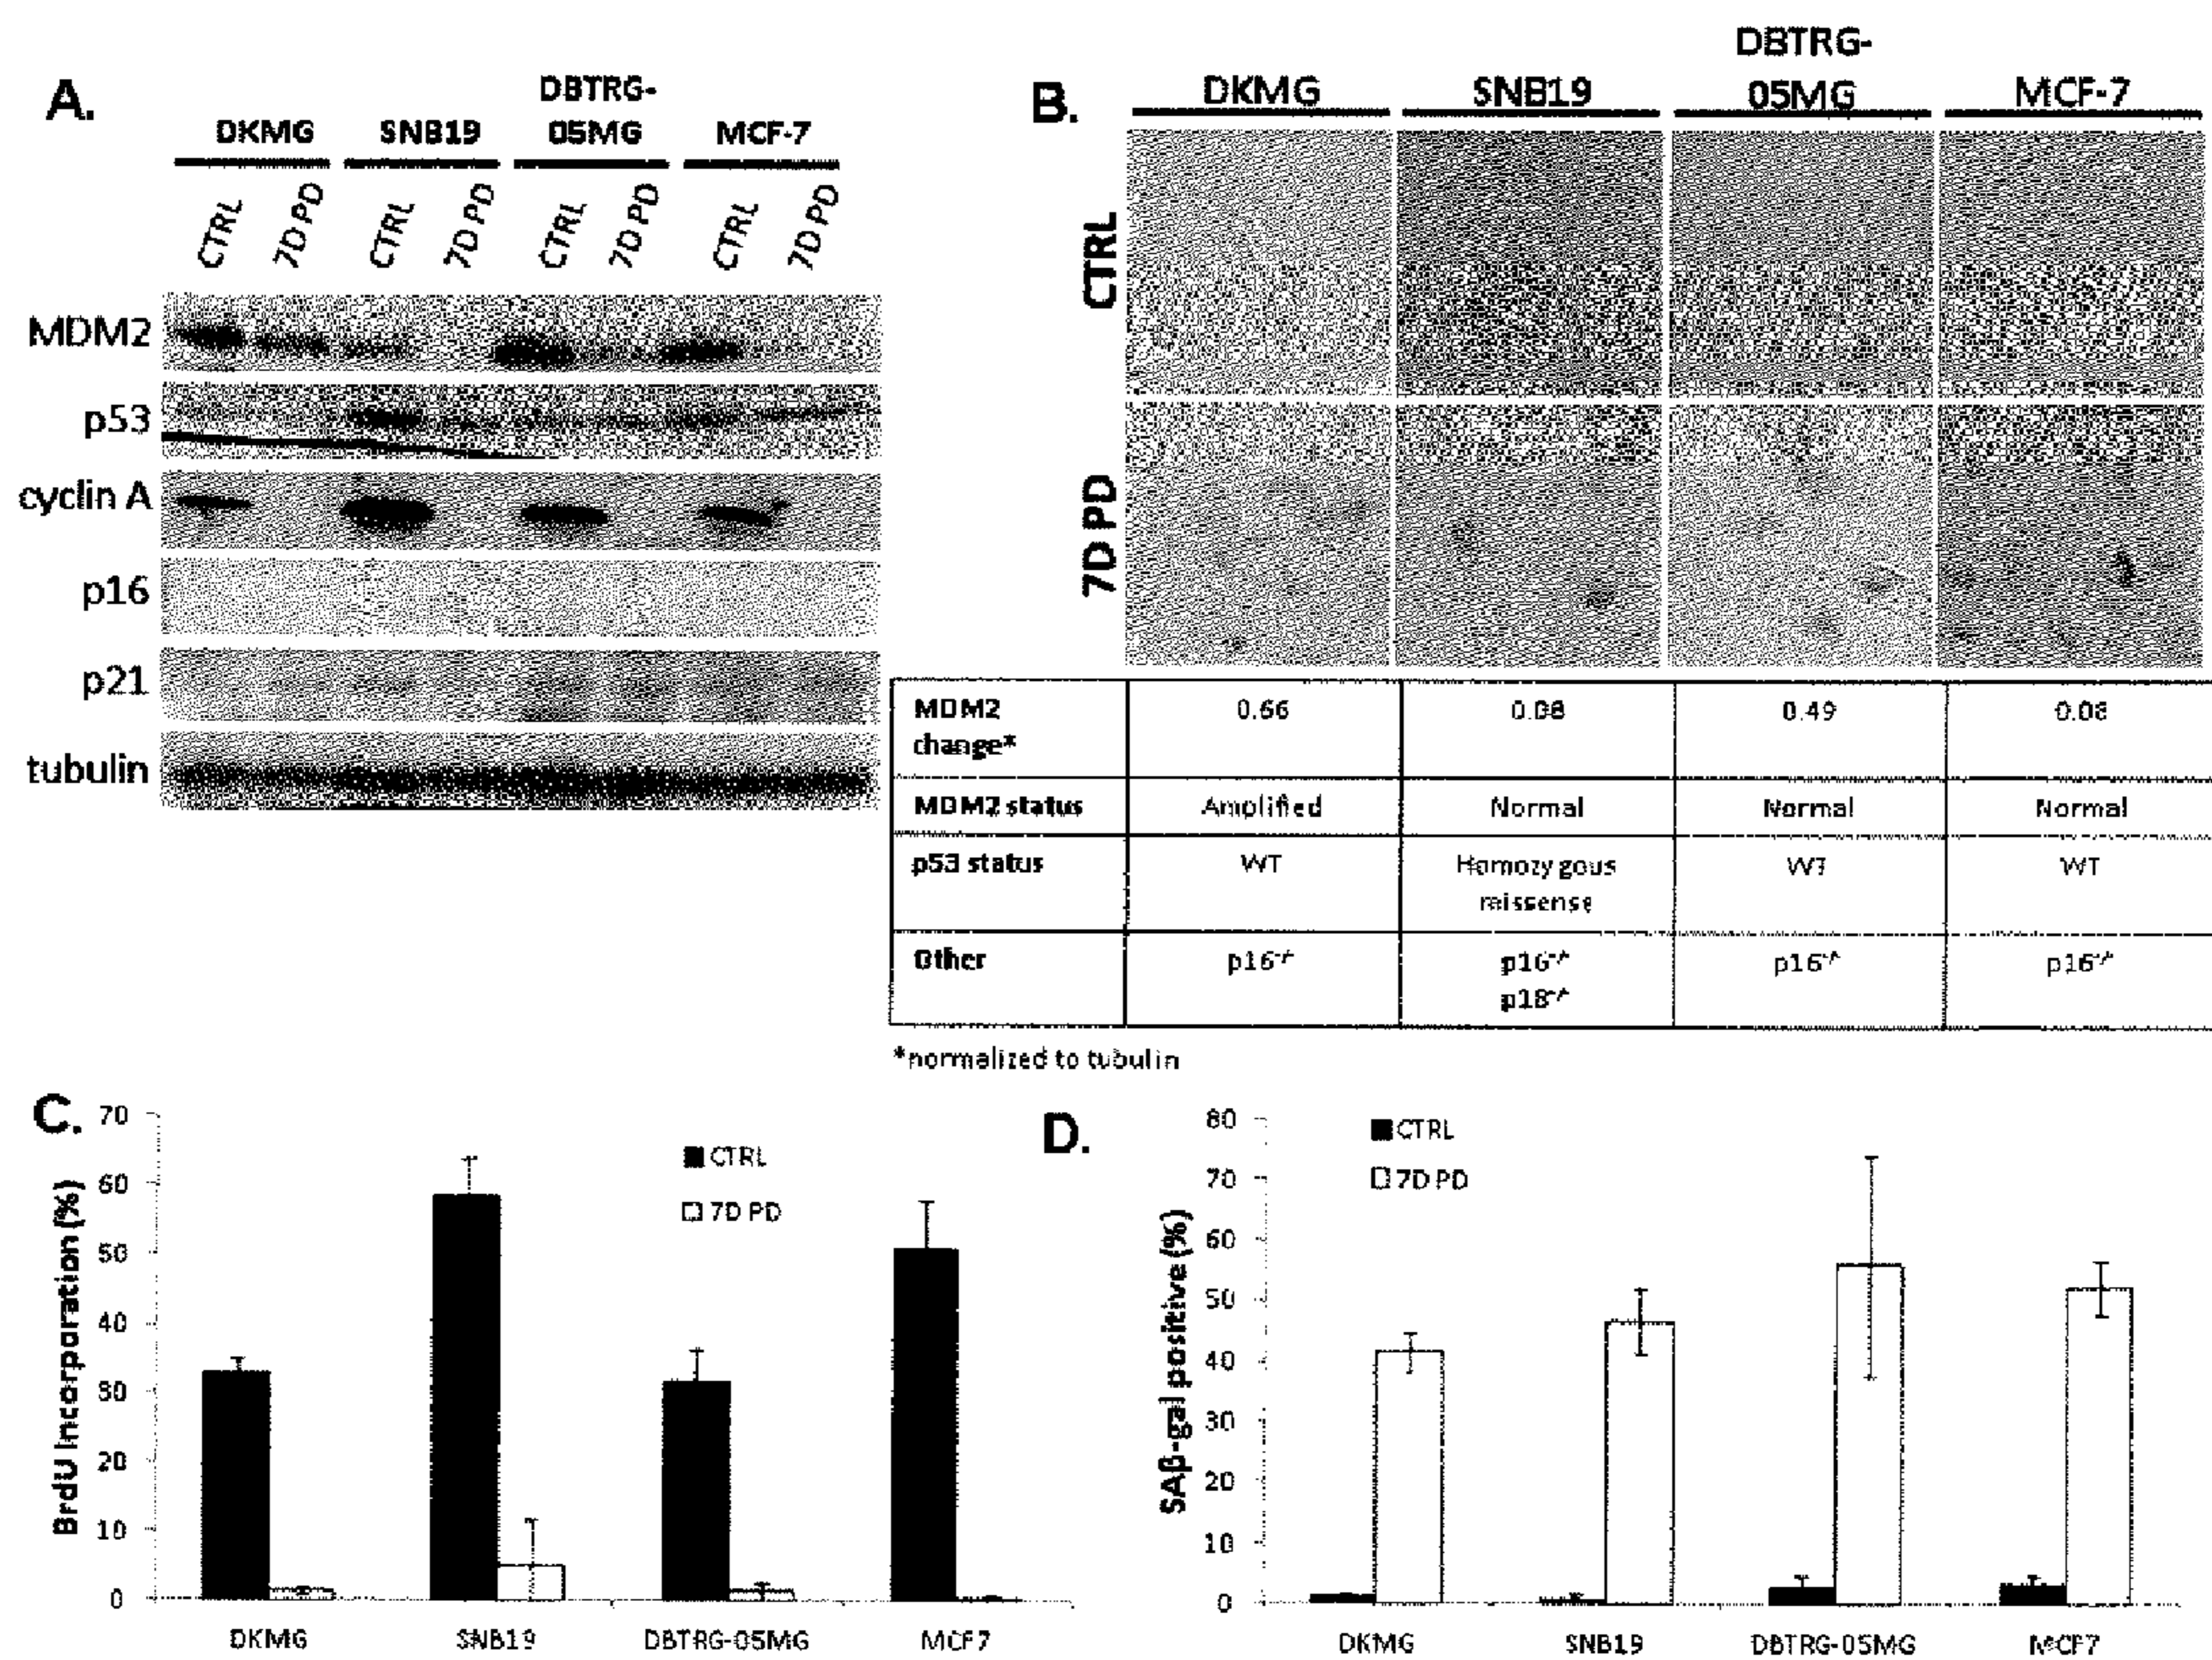 A.
DKMG SNB19 DBTRG-05MG MCF-7
CTRL 7D PD CTRL 7D PD CTRL 7D PD CTRL 7D PD
MDM2
p53
cyclin A
p16
p21
tubulin
B.
DKMG SNB19 DBTRG-05MG MCF-7
CTRL
7D PD
MDM2 change* 0.66 0.08 0.49 0.08
MDM2 status Amplified Normal Normal Normal
p53 status WT Homozygous missense WT WT
Other p16-/- p16-/- p18-/- p16-/- p16-/-
*normalized to tubulin
C.
BrdU Incorporation (%)
70
60
50
40
30
20
10
0
CTRL
7D PD
DKMG SNB19 DBTRG-05MG MCF7
D.
SAβ-gal positive (%)
80
70
60
50
40
30
20
10
0
CTRL
7D PD
DKMG SNB19 DBTRG-05MG MCF7